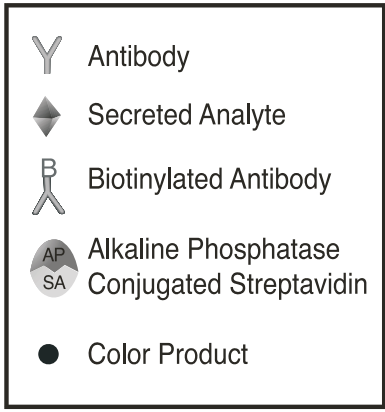 Antibody
Secreted Analyte
B
Biotinylated Antibody
AP
Alkaline Phosphatase
SA
Conjugated Streptavidin
Color Product